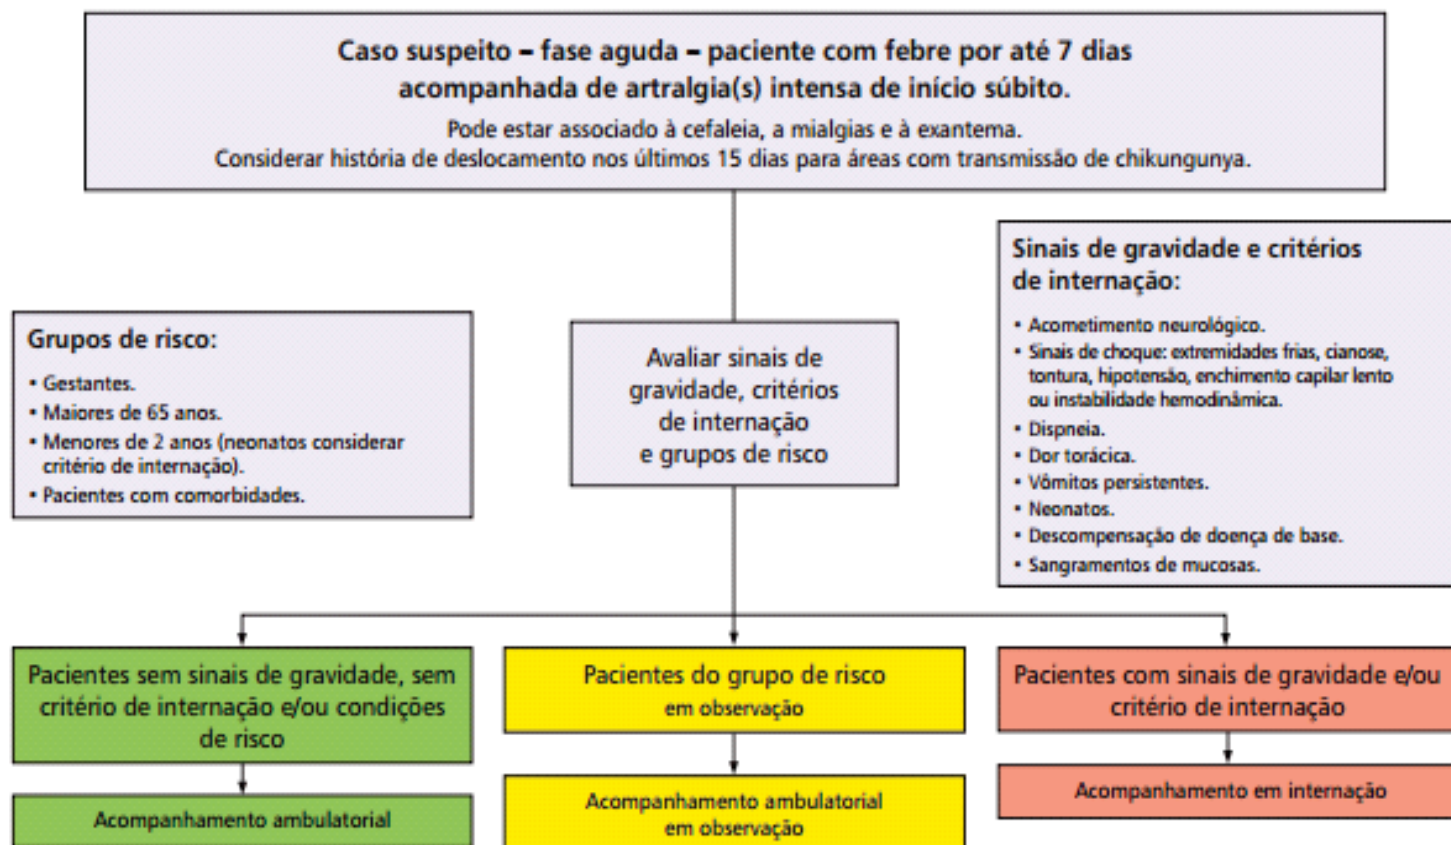 Caso suspeito – fase aguda – paciente com febre por até 7 dias
acompanhada de artralgia(s) intensa de início súbito.
Pode estar associado à cefaleia, a mialgias e à exantema.
Considerar história de deslocamento nos últimos 15 dias para áreas com transmissão de chikungunya.
Grupos de risco:
• Gestantes.
• Maiores de 65 anos.
• Menores de 2 anos (neonatos considerar
critério de internação).
• Pacientes com comorbidades.
Avaliar sinais de
gravidade, critérios
de internação
e grupos de risco
Sinais de gravidade e critérios
de internação:
• Acometimento neurológico.
• Sinais de choque: extremidades frias, cianose,
tontura, hipotensão, enchimento capilar lento
ou instabilidade hemodinâmica.
• Dispneia.
• Dor torácica.
• Vômitos persistentes.
• Neonatos.
• Descompensação de doença de base.
• Sangramentos de mucosas.
Pacientes sem sinais de gravidade, sem
critério de internação e/ou condições
de risco
Acompanhamento ambulatorial
Pacientes do grupo de risco
em observação
Acompanhamento ambulatorial
em observação
Pacientes com sinais de gravidade e/ou
critério de internação
Acompanhamento em internação